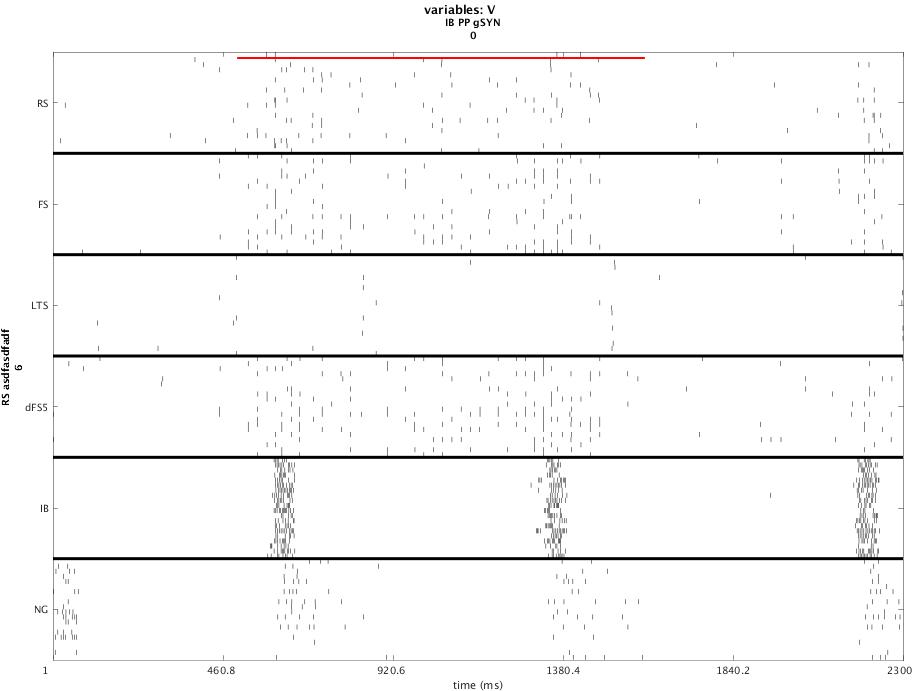 variables: V
IB PP gSYN
0
RS
FS
LTS
dFS5
IB
NG
RS asdfasdfadf
6
1
460.8
920.6
1380.4
1840.2
2300
time (ms)